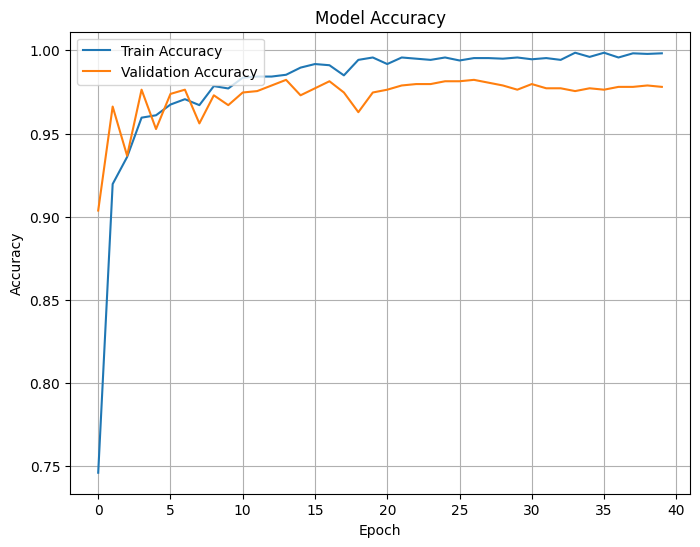 Model Accuracy
Train Accuracy
Validation Accuracy
1.00
0.95
0.90
0.85
0.80
0.75
Accuracy
0 5 10 15 20 25 30 35 40
Epoch